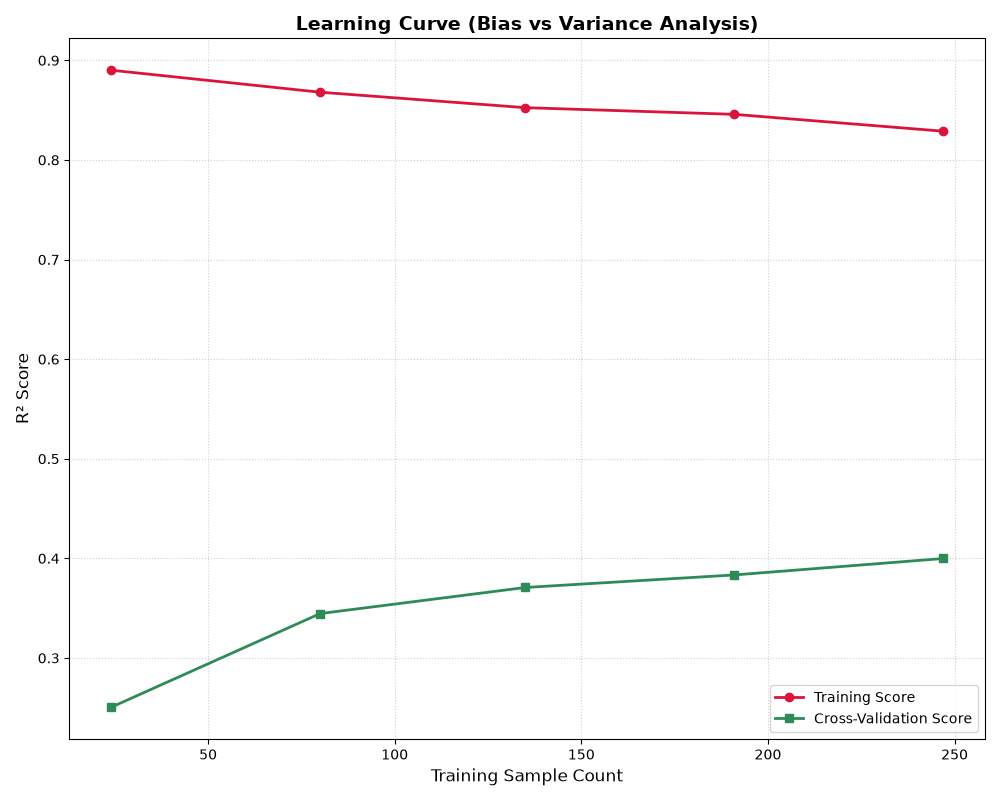 Learning Curve (Bias vs Variance Analysis)
R² Score
0.9
0.8
0.7
0.6
0.5
0.4
0.3
50
100
150
200
250
Training Sample Count
Training Score
Cross-Validation Score